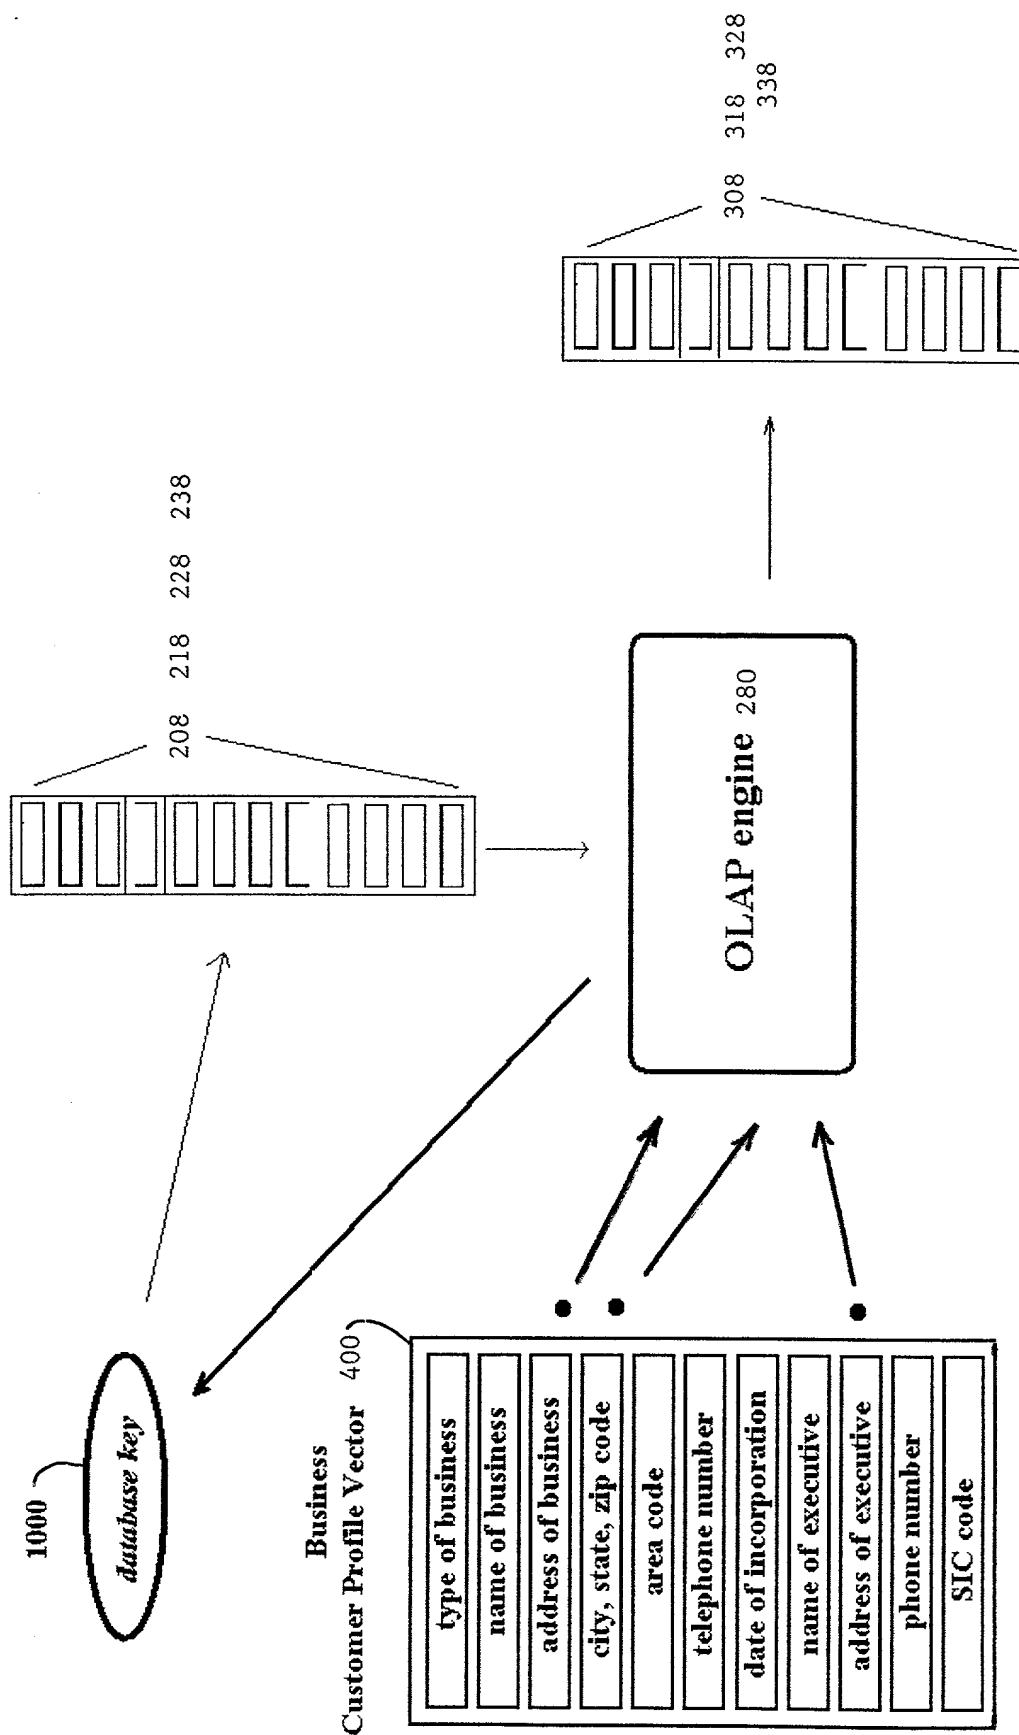 1000
database key
Business
Customer Profile Vector 400
type of business
name of business
address of business
city, state, zip code
area code
telephone number
date of incorporation
name of executive
address of executive
phone number
SIC code
208 218 228 238
OLAP engine 280
308 318 328
338